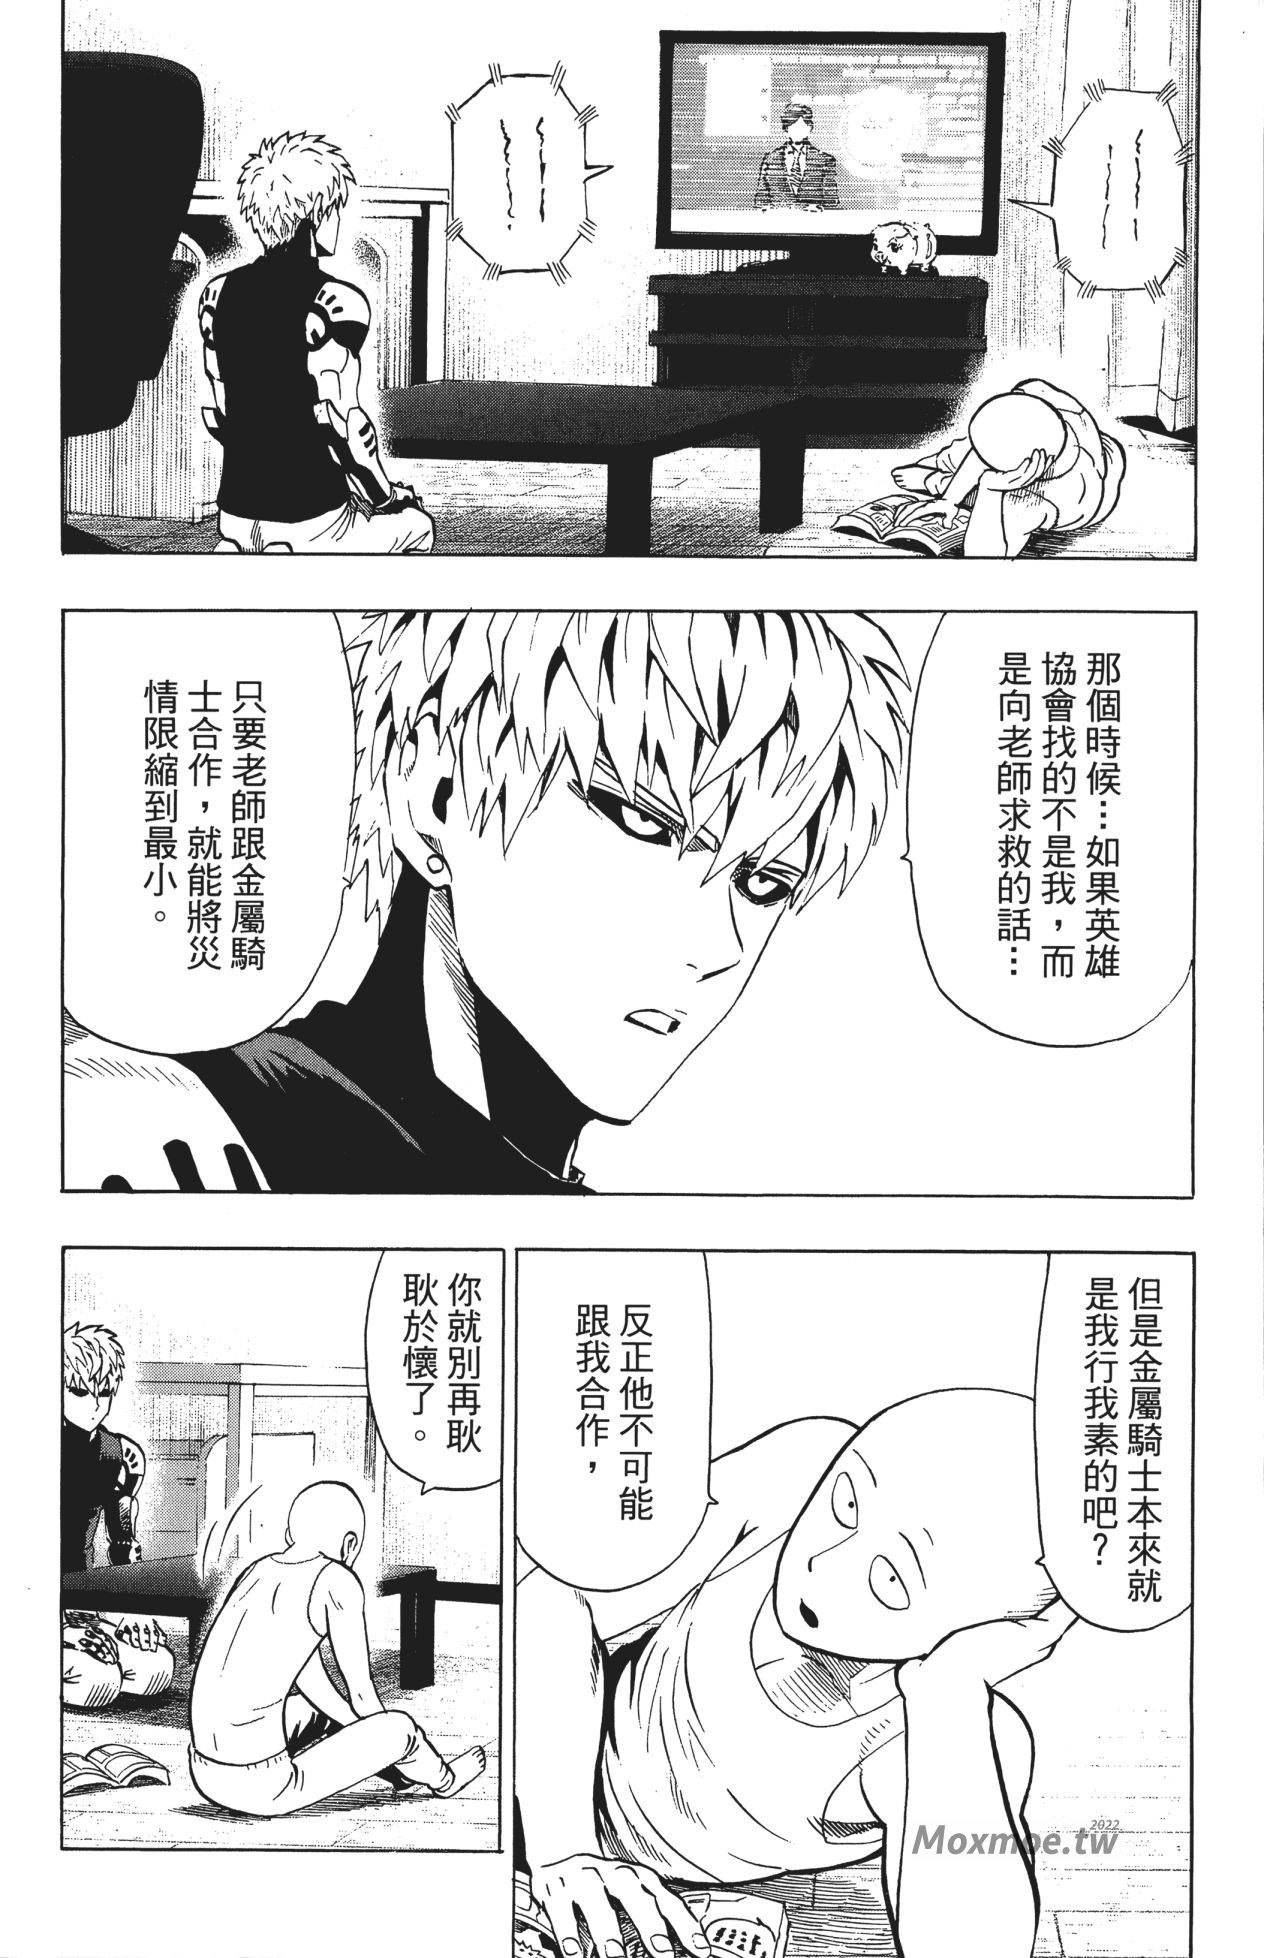 那個時候…如果英雄
協會找的不是我，而
是向老師求救的話…
只要老師跟金屬騎
士合作，就能將災
情限縮到最小。
但是金屬騎士本來就
是我行我素的吧？
反正他不可能
跟我合作，
你就別再耿
耿於懷了。
2022
Moxmoe.tw